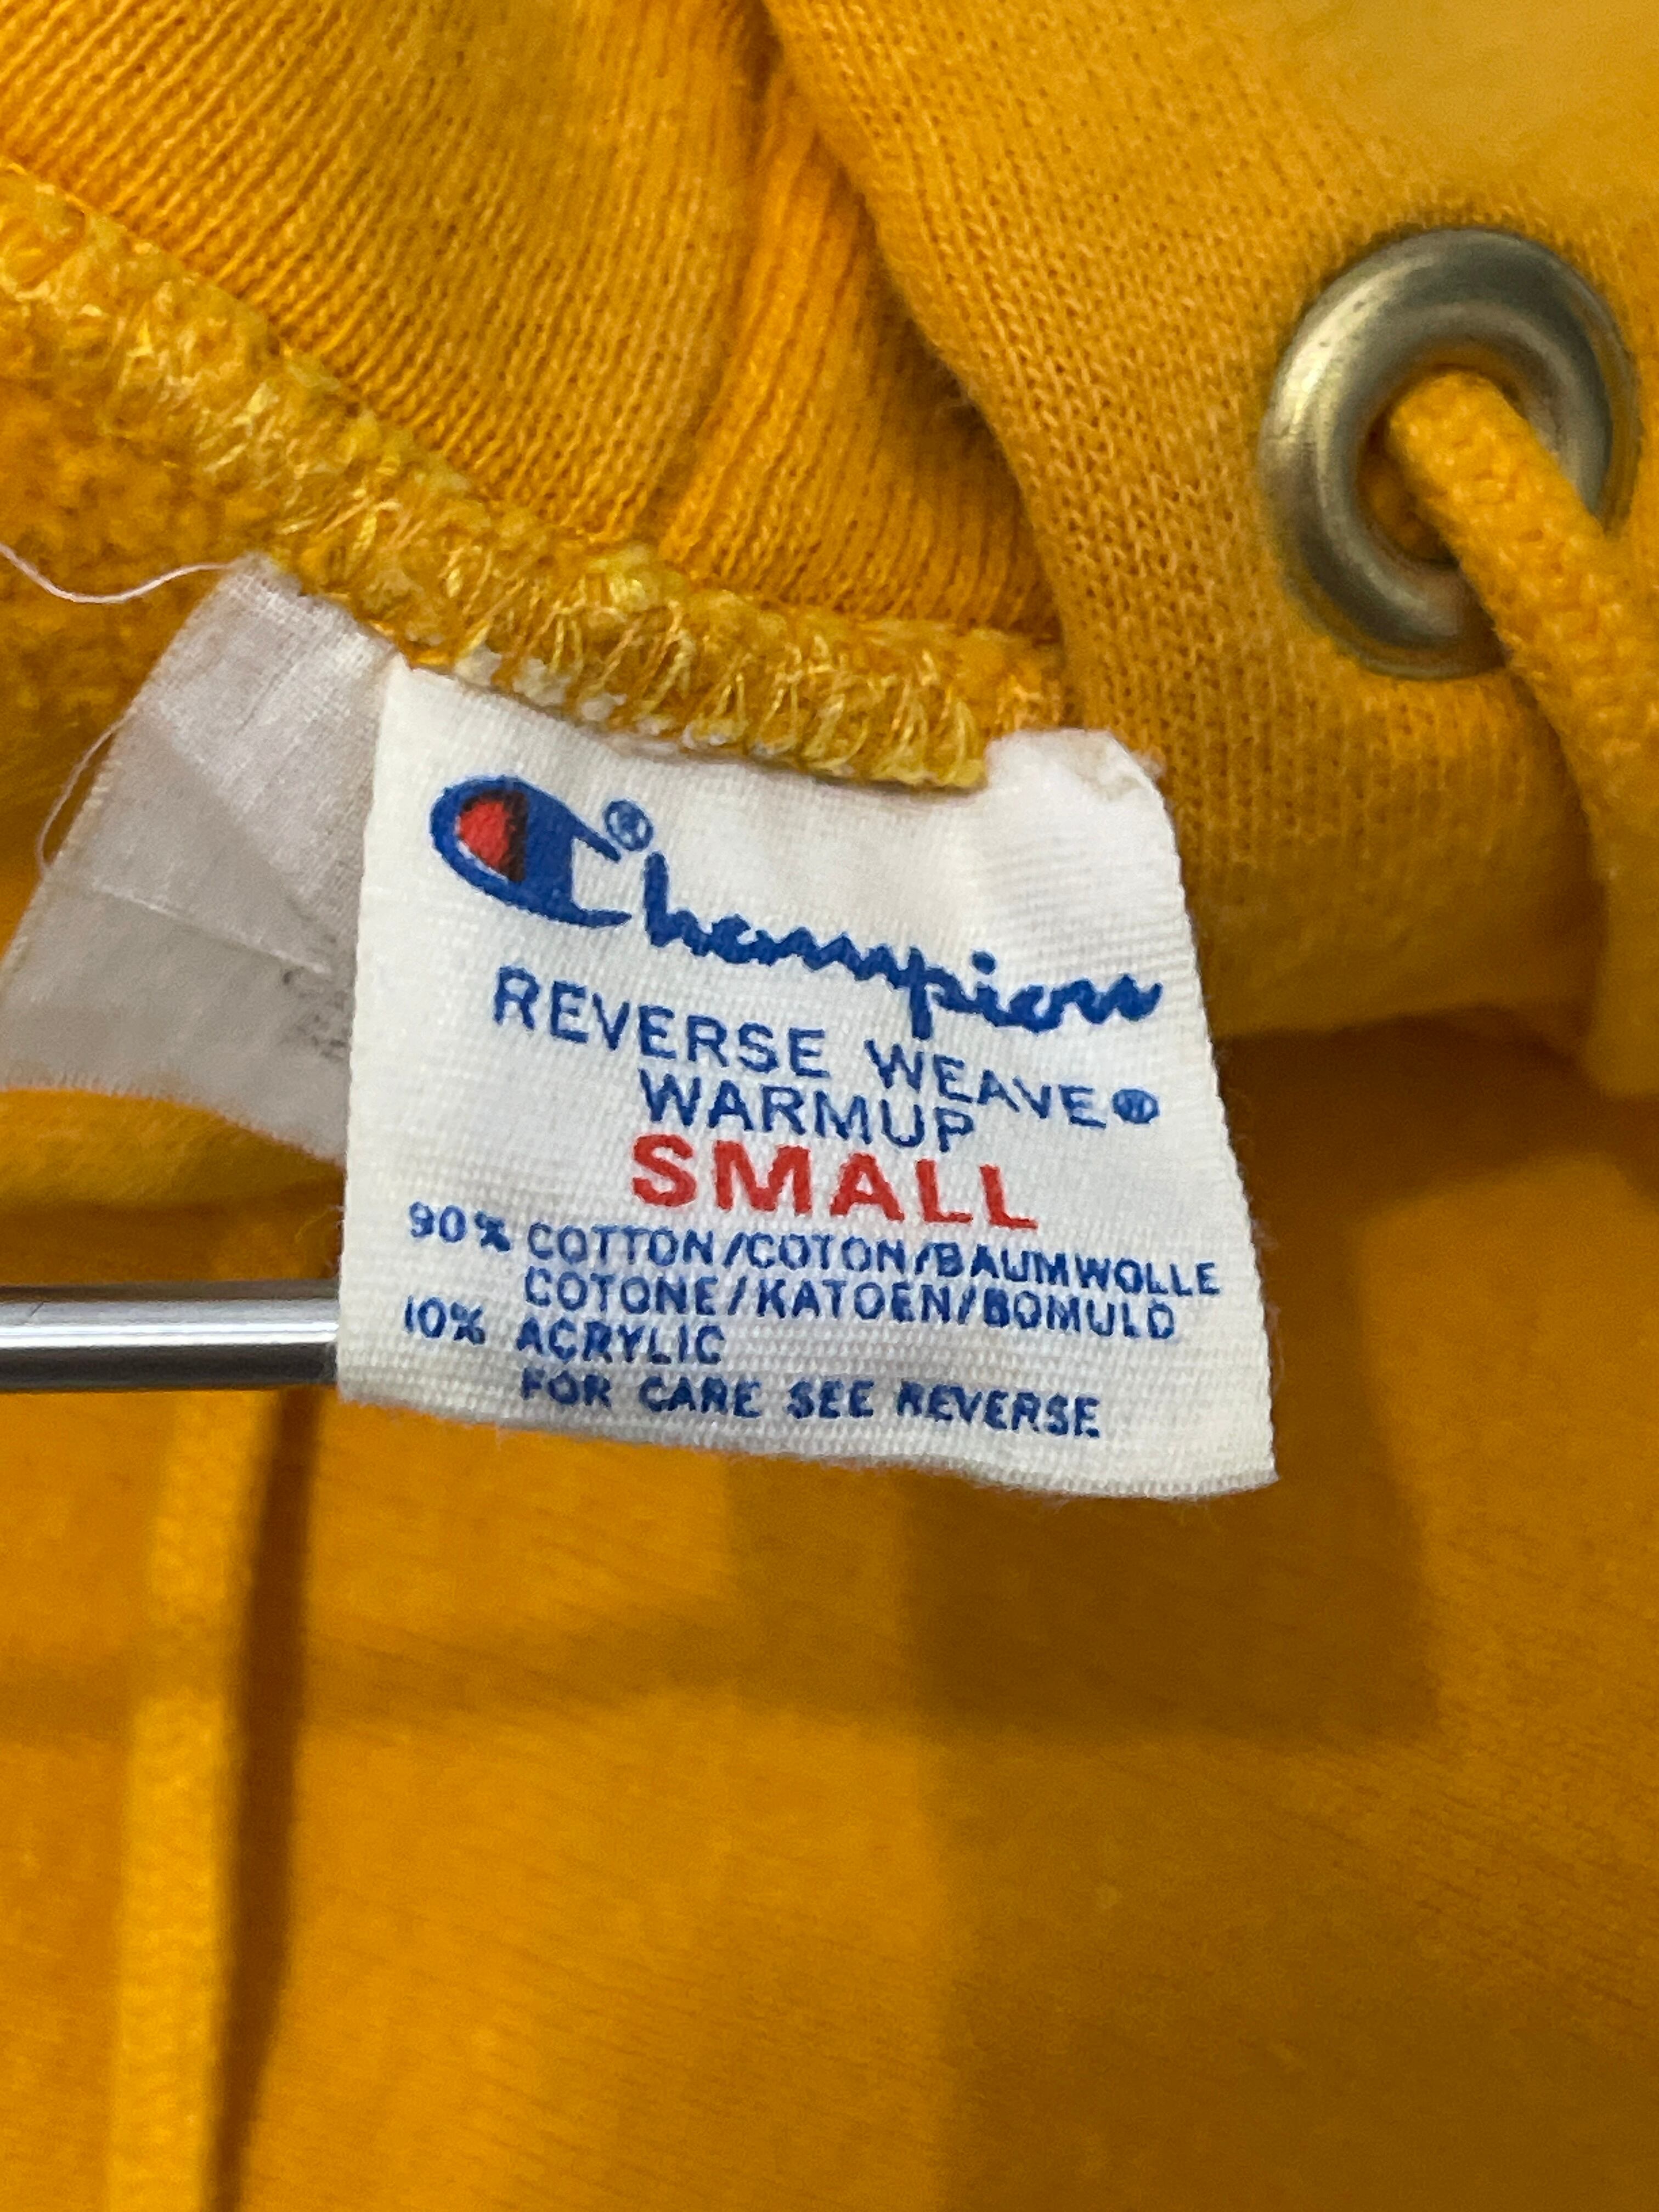 Champion®
REVERSE WEAVE®
WARMUP
SMALL
90% COTTON/COTON/BAUMWOLLE
COTONE/KATOEN/BOMULD
10% ACRYLIC
FOR CARE SEE REVERSE